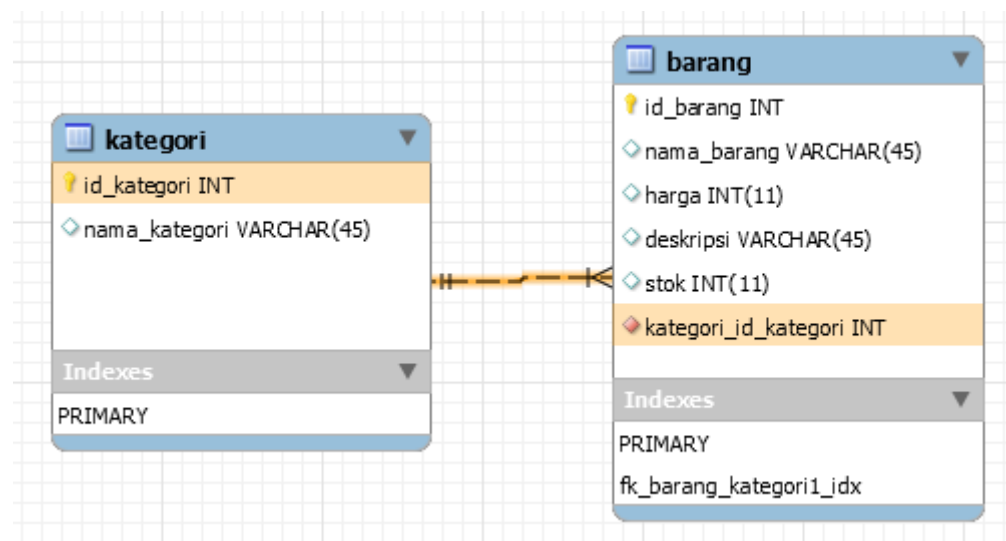 kategori
id_kategori INT
nama_kategori VARCHAR(45)
Indexes
PRIMARY
barang
id_barang INT
nama_barang VARCHAR(45)
harga INT(11)
deskripsi VARCHAR(45)
stok INT(11)
kategori_id_kategori INT
Indexes
PRIMARY
fk_barang_kategori1_idx